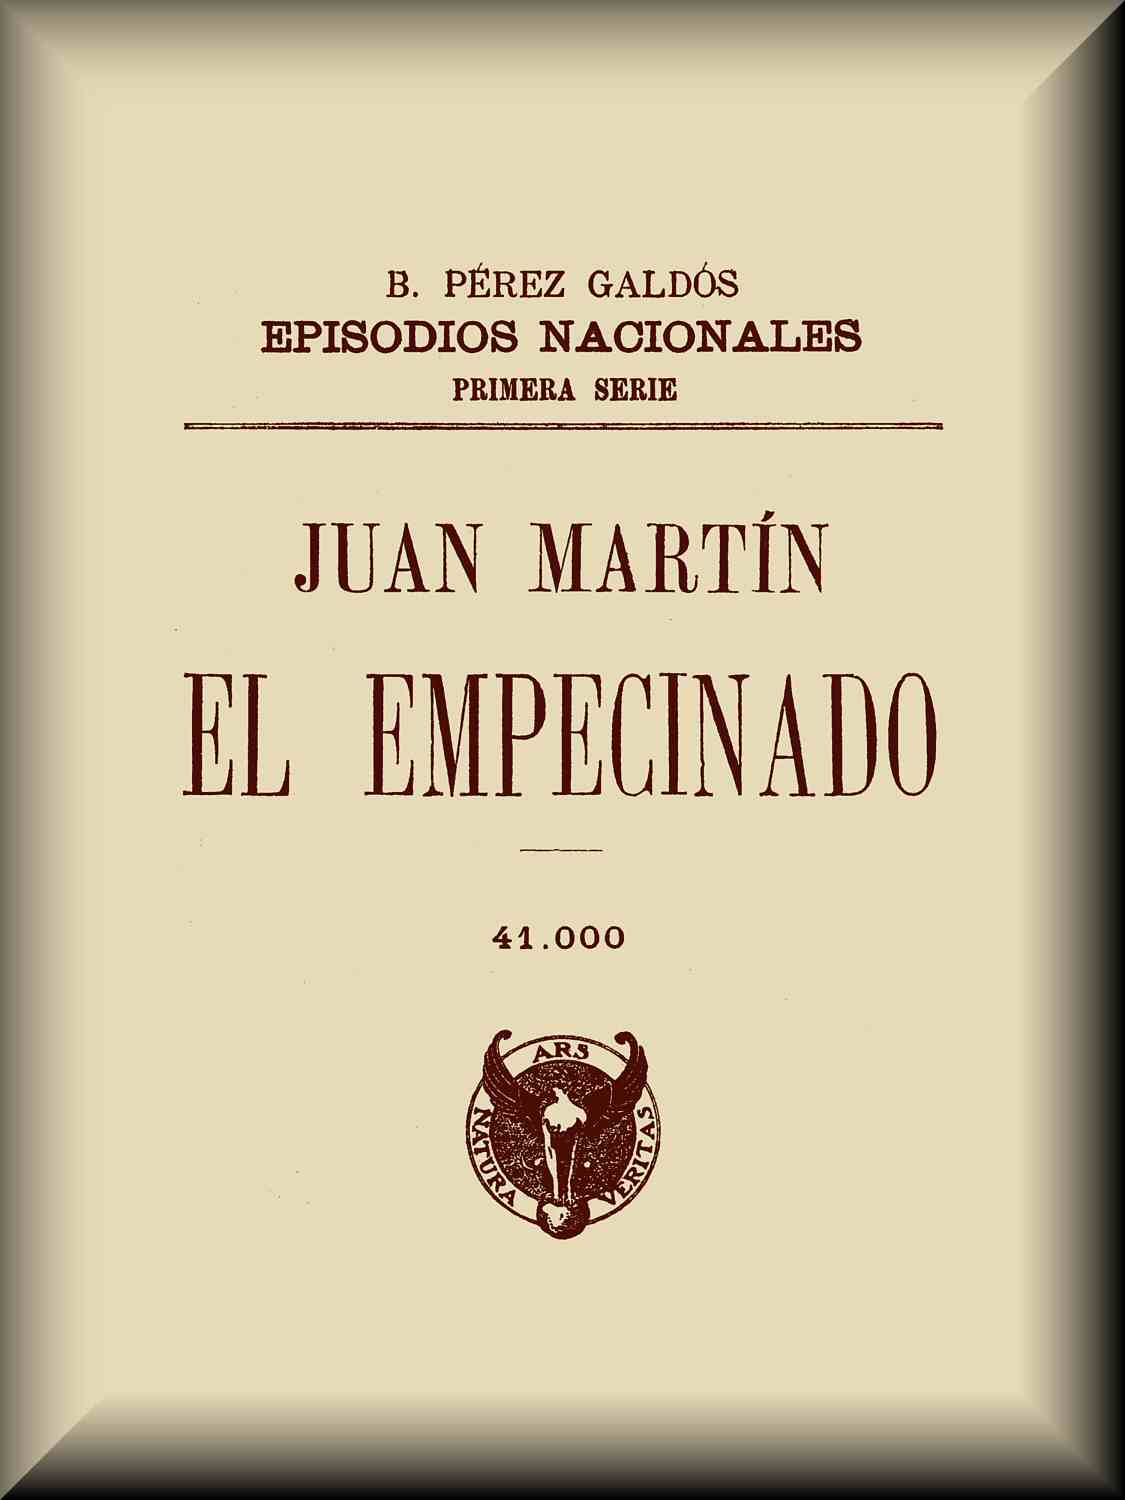 B. PÉREZ GALDÓS
EPISODIOS NACIONALES
PRIMERA SERIE
JUAN MARTÍN
EL EMPECINADO
41.000
ARS
NATURA
VERITAS